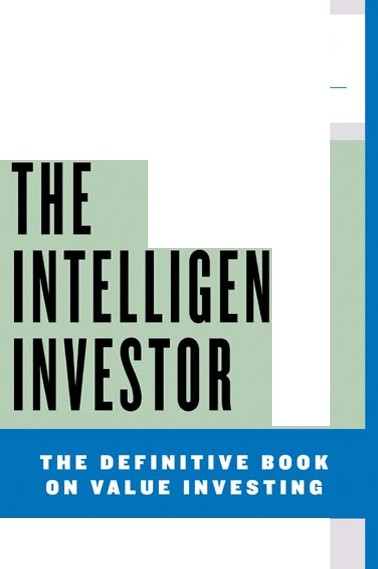 THE
INTELLIGEN
INVESTOR
THE DEFINITIVE BOOK
ON VALUE INVESTING